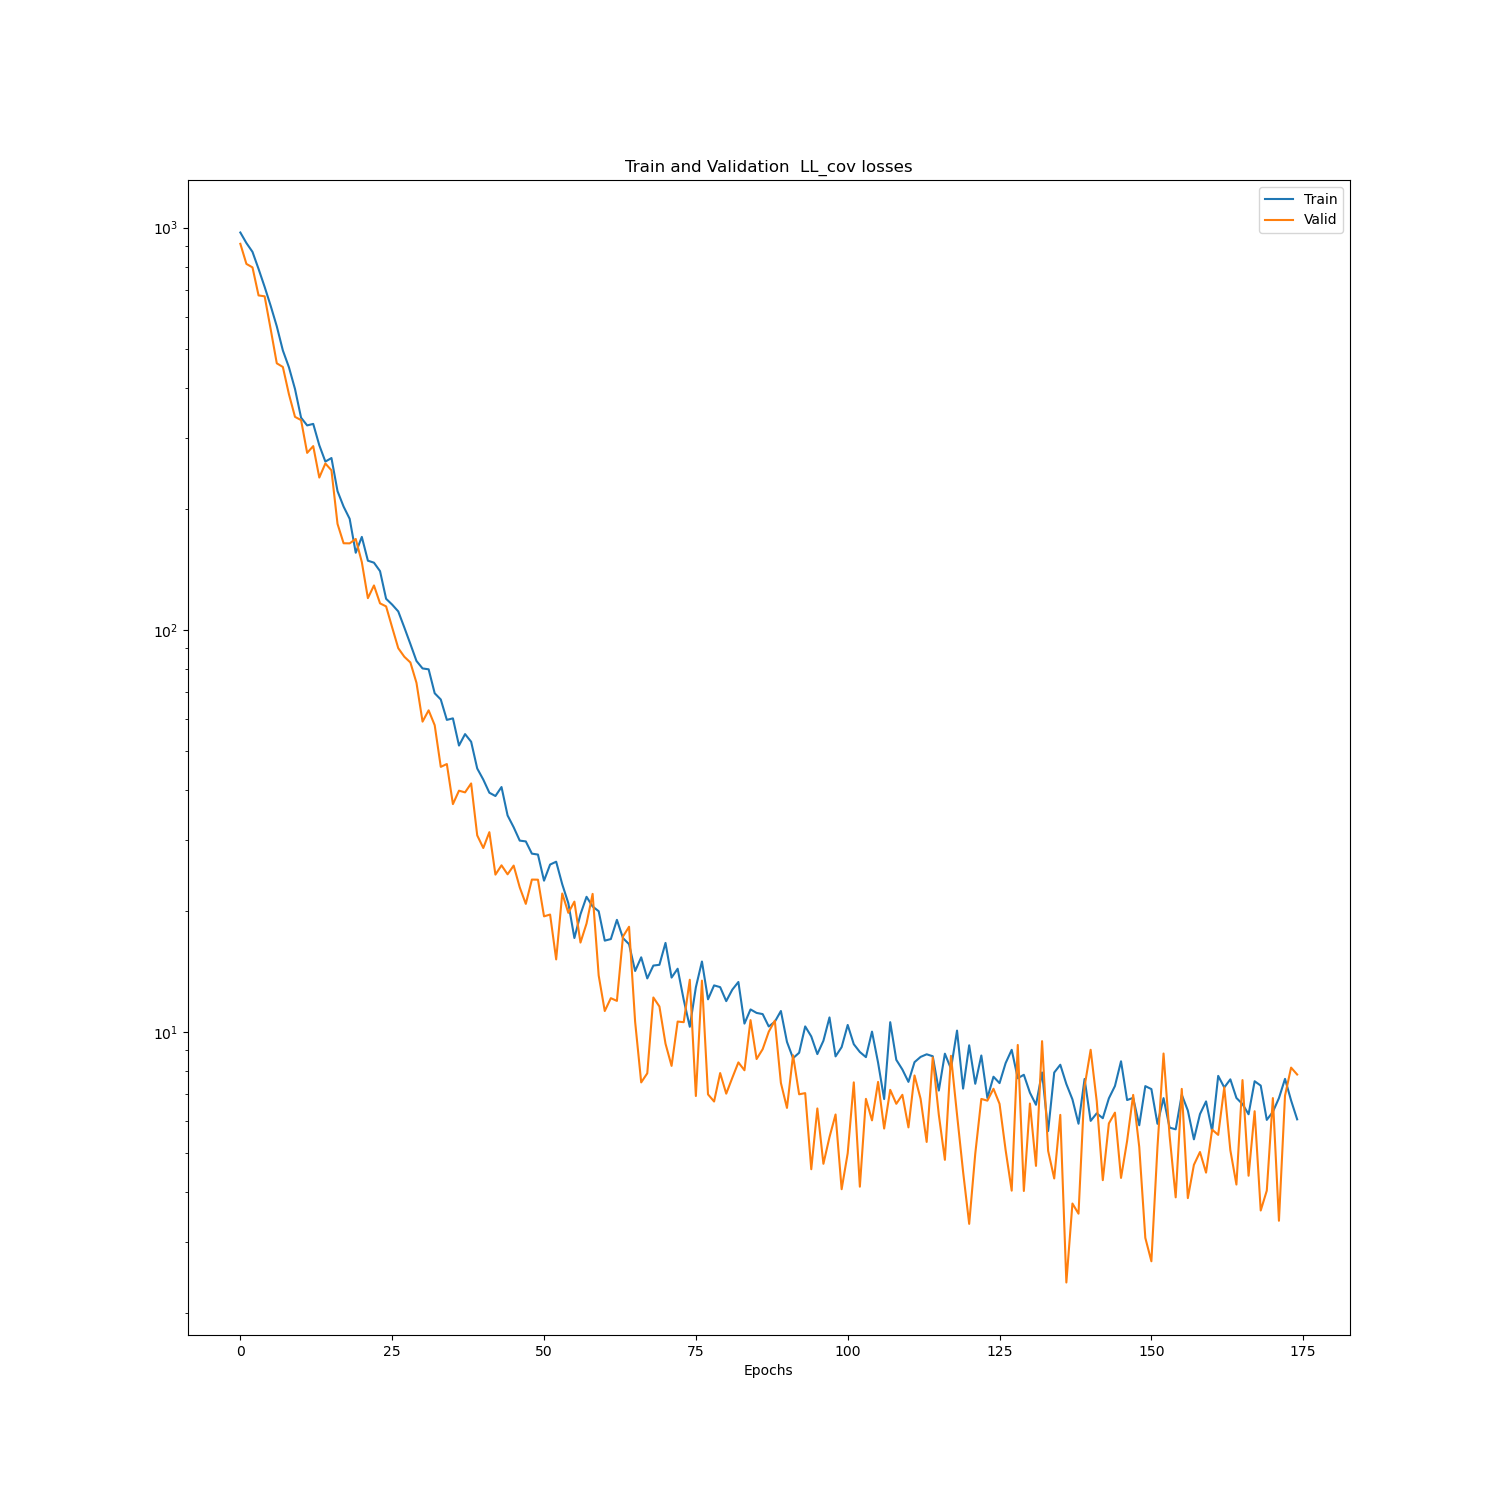 Train and Validation  LL_cov losses
Train
Valid
10³
10²
10¹
0 25 50 75 100 125 150 175
Epochs